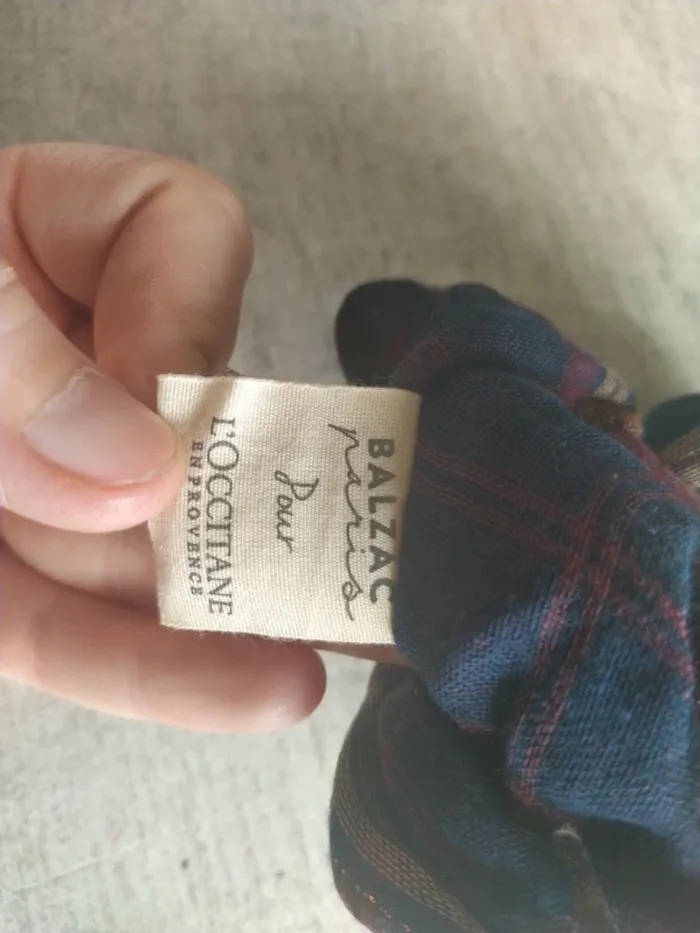 BALZAC
paris
Pour
L'OCCITANE
EN PROVENCE